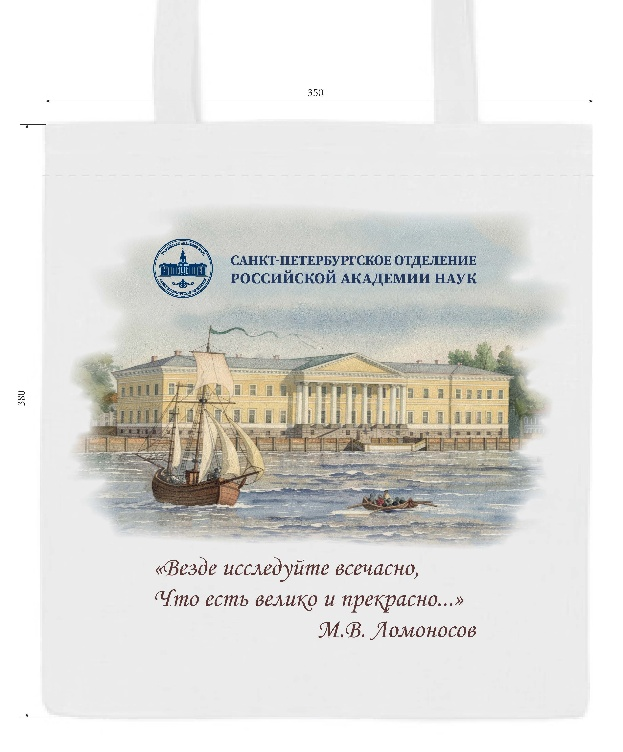 350
САНКТ-ПЕТЕРБУРГСКОЕ ОТДЕЛЕНИЕ
РОССИЙСКОЙ АКАДЕМИИ НАУК
380
«Везде исследуйте всечасно,
Что есть велико и прекрасно...»
М.В. Ломоносов